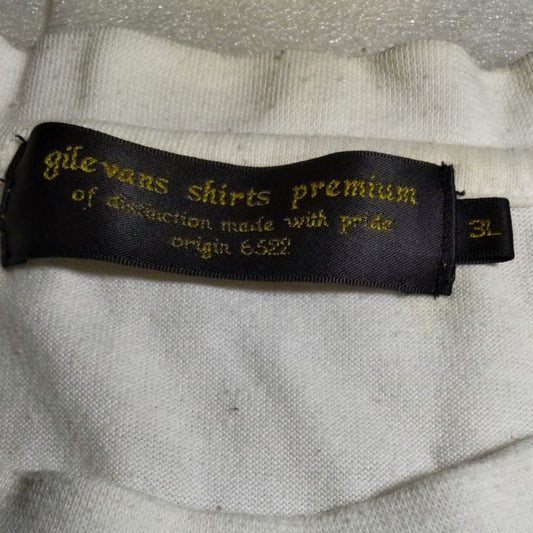 gilevans shirts premium
of distinction made with pride
origin 6522
3L